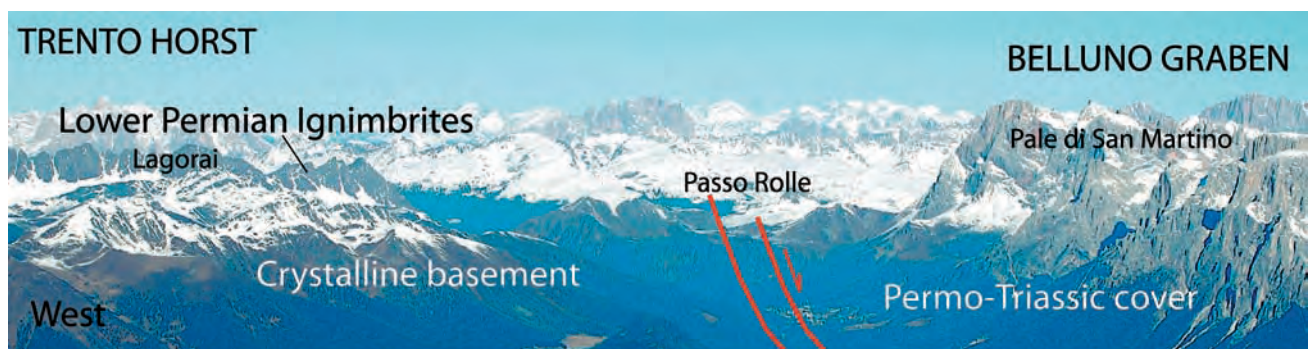 TRENTO HORST
BELLUNO GRABEN
Lower Permian Ignimbrites
Lagorai
Pale di San Martino
Passo Rolle
Crystalline basement
Permo-Triassic cover
West